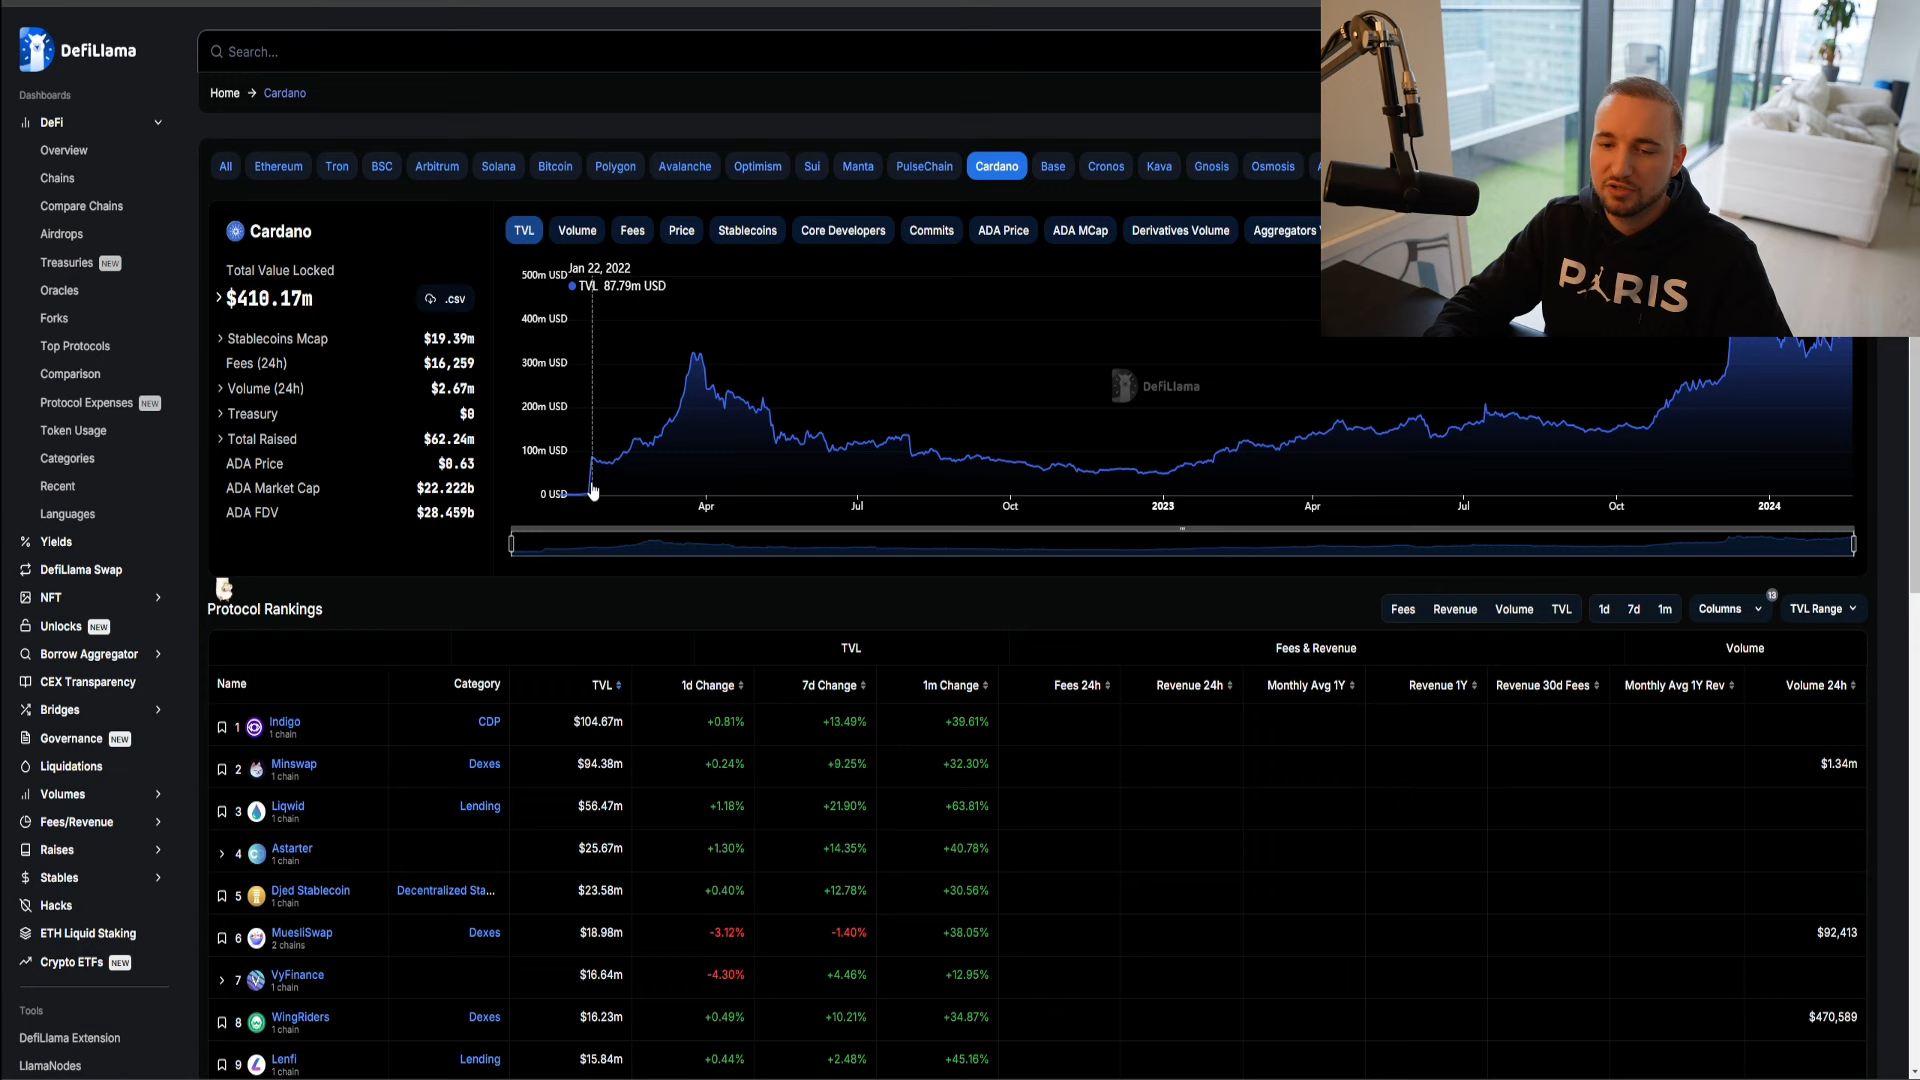 DefiLlama
Search...
Home → Cardano
Dashboards
DeFi
Overview
Chains
Compare Chains
Airdrops
Treasuries NEW
Oracles
Forks
Top Protocols
Comparison
Protocol Expenses NEW
Token Usage
Categories
Recent
Languages
Yields
DefiLlama Swap
NFT
Unlocks NEW
Borrow Aggregator
CEX Transparency
Bridges
Governance NEW
Liquidations
Volumes
Fees/Revenue
Raises
Stables
Hacks
ETH Liquid Staking
Crypto ETFs NEW
Tools
DefiLlama Extension
LlamaNodes
All Ethereum Tron BSC Arbitrum Solana Bitcoin Polygon Avalanche Optimism Sui Manta PulseChain Cardano Base Cronos Kava Gnosis Osmosis
Cardano
Total Value Locked
$410.17m .csv
Stablecoins Mcap $19.39m
Fees (24h) $16,259
Volume (24h) $2.67m
Treasury $0
Total Raised $62.24m
ADA Price $0.63
ADA Market Cap $22.222b
ADA FDV $28.459b
TVL Volume Fees Price Stablecoins Core Developers Commits ADA Price ADA MCap Derivatives Volume Aggregators
Jan 22, 2022
TVL 87.79m USD
500m USD
400m USD
300m USD
200m USD
100m USD
0 USD
DefiLlama
Apr Jul Oct 2023 Apr Jul Oct 2024
PARIS
Protocol Rankings
Fees Revenue Volume TVL 1d 7d 1m Columns 13 TVL Range
TVL Fees & Revenue Volume
Name Category TVL 1d Change 7d Change 1m Change Fees 24h Revenue 24h Monthly Avg 1Y Revenue 1Y Revenue 30d Fees Monthly Avg 1Y Rev Volume 24h
1 Indigo CDP $104.67m +0.81% +13.49% +39.61%
1 chain
2 Minswap Dexes $94.38m +0.24% +9.25% +32.30% $1.34m
1 chain
3 Liqwid Lending $56.47m +1.18% +21.90% +63.81%
1 chain
4 Astarter $25.67m +1.30% +14.35% +40.78%
1 chain
5 Djed Stablecoin Decentralized Sta... $23.58m +0.40% +12.78% +30.56%
1 chain
6 MuesliSwap Dexes $18.98m -3.12% -1.40% +38.05% $92,413
2 chains
7 VyFinance $16.64m -4.30% +4.46% +12.95%
1 chain
8 WingRiders Dexes $16.23m +0.49% +10.21% +34.87% $470,589
1 chain
9 Lenfi Lending $15.84m +0.44% +2.48% +45.16%
1 chain